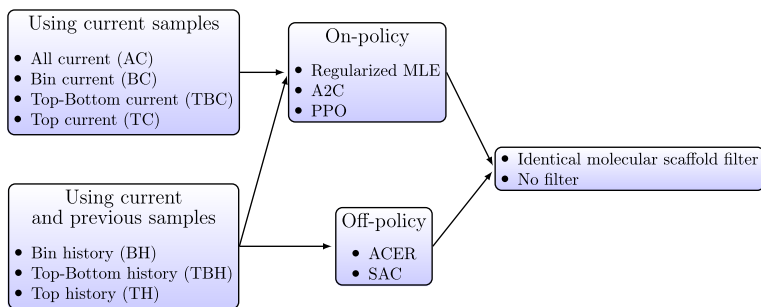 Using current samples
• All current (AC)
• Bin current (BC)
• Top-Bottom current (TBC)
• Top current (TC)
Using current
and previous samples
• Bin history (BH)
• Top-Bottom history (TBH)
• Top history (TH)
On-policy
• Regularized MLE
• A2C
• PPO
Off-policy
• ACER
• SAC
• Identical molecular scaffold filter
• No filter